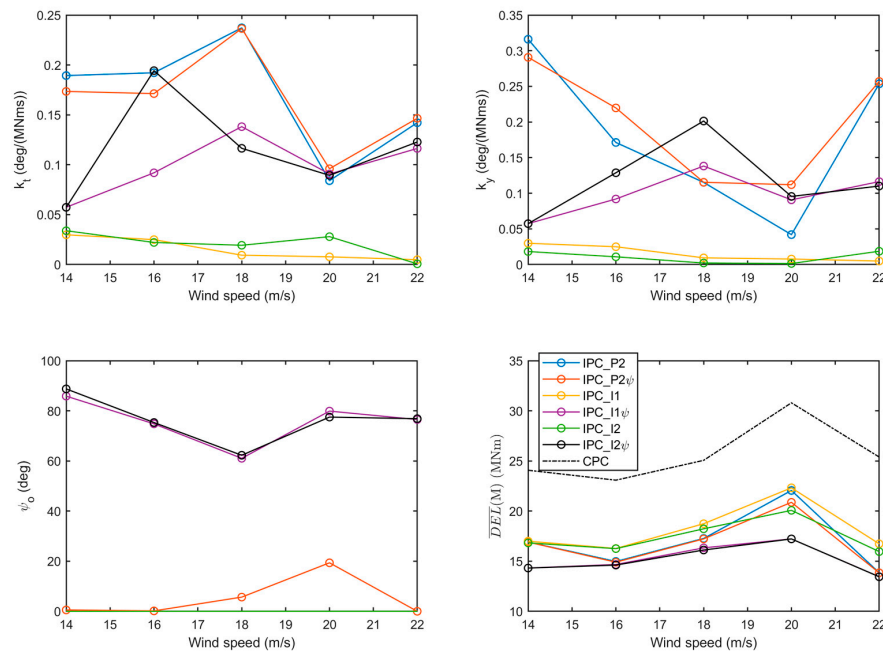 0.25
0.2
0.15
0.1
0.05
0
k_t (deg/(MNms))
14 15 16 17 18 19 20 21 22
Wind speed (m/s)
0.35
0.3
0.25
0.2
0.15
0.1
0.05
0
k_y (deg/(MNms))
14 15 16 17 18 19 20 21 22
Wind speed (m/s)
100
80
60
40
20
0
ψ_o (deg)
14 15 16 17 18 19 20 21 22
Wind speed (m/s)
35
30
25
20
15
10
DEL(M) (MNm)
IPC_P2
IPC_P2ψ
IPC_I1
IPC_I1ψ
IPC_I2
IPC_I2ψ
CPC
14 15 16 17 18 19 20 21 22
Wind speed (m/s)